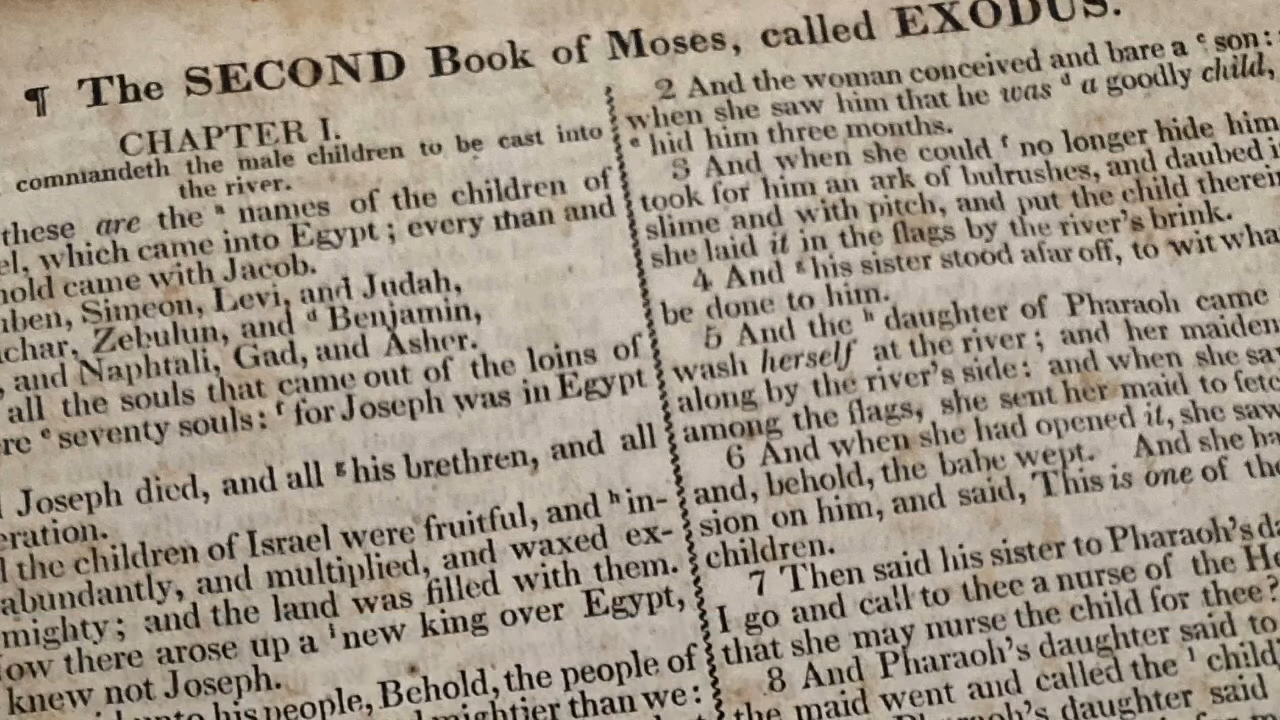 ¶ The SECOND Book of Moses, called EXODUS.
CHAPTER I.
commandeth the male children to be cast into
the river.
these are the ⁿ names of the children of
el, which came into Egypt; every man and
hold came with Jacob.
uben, Simeon, Levi, and Judah,
achar, Zebulun, and ᵈ Benjamin,
, and Naphtali, Gad, and Asher.
all the souls that came out of the loins of
re ᵉ seventy souls: ᶠ for Joseph was in Egypt
Joseph died, and all ᵍ his brethren, and all
eration.
the children of Israel were fruitful, and ʰ in-
abundantly, and multiplied, and waxed ex-
mighty; and the land was filled with them.
ow there arose up a ⁱ new king over Egypt,
knew not Joseph.
unto his people, Behold, the people of
mightier than we:
2 And the woman conceived and bare a ᶜ son:
when she saw him that he was ᵈ a goodly child,
ᵉ hid him three months.
3 And when she could ᶠ no longer hide him
took for him an ark of bulrushes, and daubed i
slime and with pitch, and put the child therein
she laid it in the flags by the river's brink.
4 And ᵍ his sister stood afar off, to wit wha
be done to him.
5 And the ʰ daughter of Pharaoh came
wash herself at the river; and her maiden
along by the river's side: and when she sa
among the flags, she sent her maid to fetc
6 And when she had opened it, she saw
and, behold, the babe wept. And she ha
sion on him, and said, This is one of the
children.
7 Then said his sister to Pharaoh's da
I go and call to thee a nurse of the He
that she may nurse the child for thee?
8 And Pharaoh's daughter said to
the maid went and called the ⁱ child
Pharaoh's daughter said